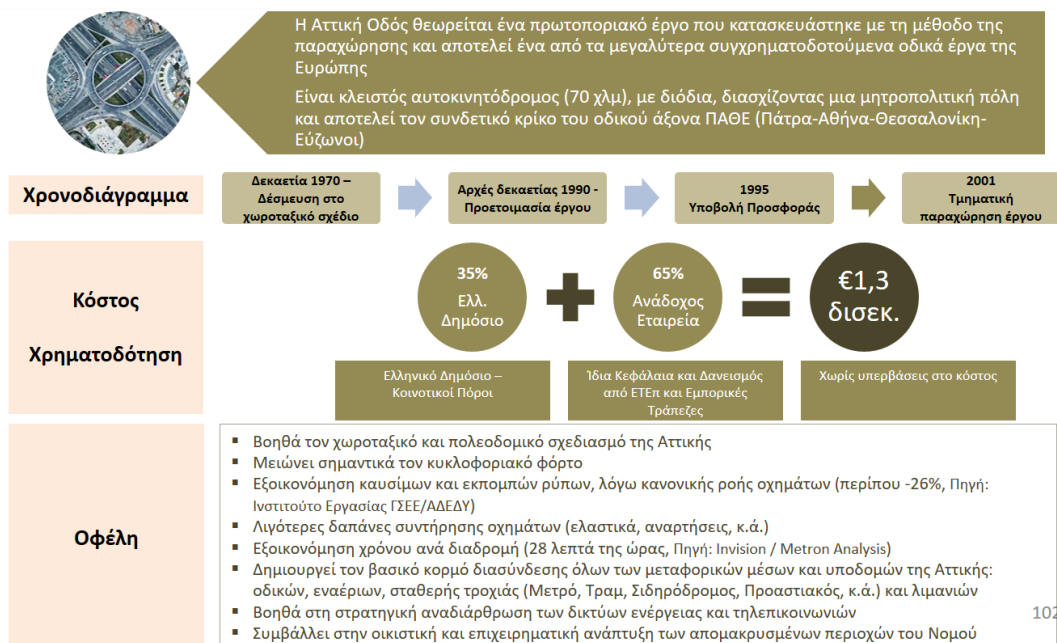 Η Αττική Οδός θεωρείται ένα πρωτοποριακό έργο που κατασκευάστηκε με τη μέθοδο της
παραχώρησης και αποτελεί ένα από τα μεγαλύτερα συγχρηματοδοτούμενα οδικά έργα της
Ευρώπης
Είναι κλειστός αυτοκινητόδρομος (70 χλμ), με διόδια, διασχίζοντας μια μητροπολιτική πόλη
και αποτελεί τον συνδετικό κρίκο του οδικού άξονα ΠΑΘΕ (Πάτρα-Αθήνα-Θεσσαλονίκη-
Εύζωνοι)
Χρονοδιάγραμμα
Δεκαετία 1970 –
Δέσμευση στο
χωροταξικό σχέδιο
Αρχές δεκαετίας 1990 -
Προετοιμασία έργου
1995
Υποβολή Προσφοράς
2001
Τμηματική
παραχώρηση έργου
Κόστος
Χρηματοδότηση
35%
Ελλ.
Δημόσιο
65%
Ανάδοχος
Εταιρεία
€1,3
δισεκ.
Ελληνικό Δημόσιο –
Κοινοτικοί Πόροι
Ίδια Κεφάλαια και Δανεισμός
από ΕΤΕπ και Εμπορικές
Τράπεζες
Χωρίς υπερβάσεις στο κόστος
Οφέλη
▪ Βοηθά τον χωροταξικό και πολεοδομικό σχεδιασμό της Αττικής
▪ Μειώνει σημαντικά τον κυκλοφοριακό φόρτο
▪ Εξοικονόμηση καυσίμων και εκπομπών ρύπων, λόγω κανονικής ροής οχημάτων (περίπου -26%, Πηγή:
Ινστιτούτο Εργασίας ΓΣΕΕ/ΑΔΕΔΥ)
▪ Λιγότερες δαπάνες συντήρησης οχημάτων (ελαστικά, αναρτήσεις, κ.ά.)
▪ Εξοικονόμηση χρόνου ανά διαδρομή (28 λεπτά της ώρας, Πηγή: Invision / Metron Analysis)
▪ Δημιουργεί τον βασικό κορμό διασύνδεσης όλων των μεταφορικών μέσων και υποδομών της Αττικής:
οδικών, εναέριων, σταθερής τροχιάς (Μετρό, Τραμ, Σιδηρόδρομος, Προαστιακός, κ.ά.) και λιμανιών
▪ Βοηθά στη στρατηγική αναδιάρθρωση των δικτύων ενέργειας και τηλεπικοινωνιών
▪ Συμβάλλει στην οικιστική και επιχειρηματική ανάπτυξη των απομακρυσμένων περιοχών του Νομού
102